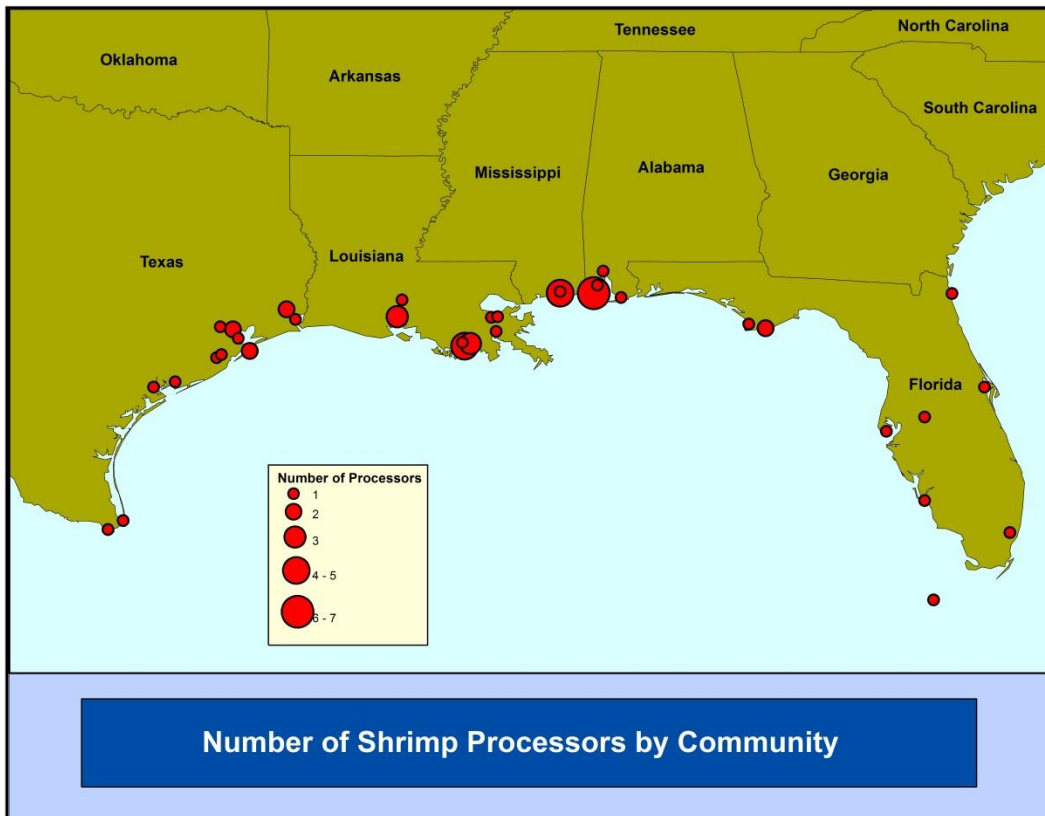 North Carolina
Tennessee
Oklahoma
Arkansas
South Carolina
Mississippi
Alabama
Georgia
Louisiana
Texas
Florida
Number of Processors
1
2
3
4 - 5
6 - 7
Number of Shrimp Processors by Community